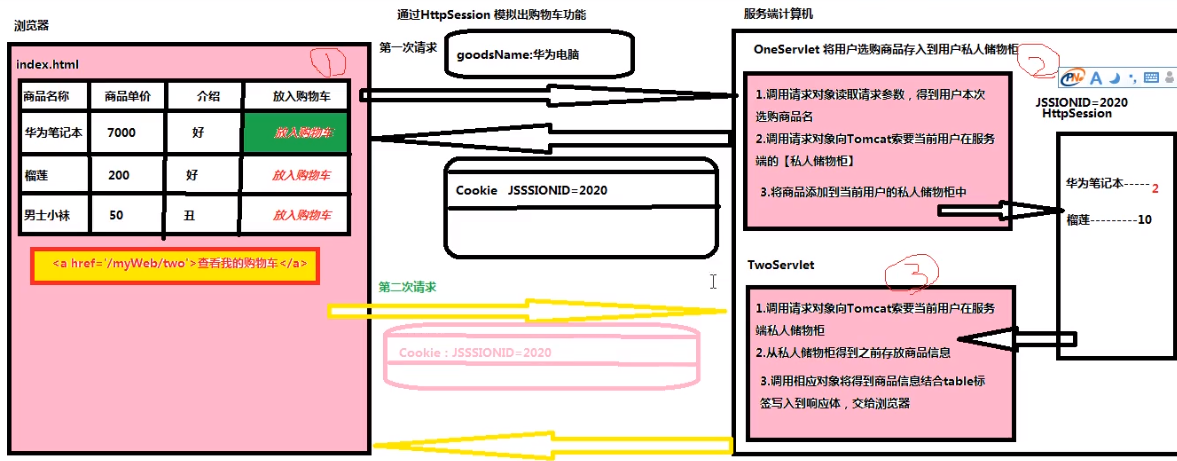 浏览器
通过HttpSession 模拟出购物车功能
服务端计算机
index.html
1
商品名称 商品单价 介绍 放入购物车
华为笔记本 7000 好 放入购物车
榴莲 200 好 放入购物车
男士小袜 50 丑 放入购物车
<a href='/myWeb/two'>查看我的购物车</a>
第一次请求
goodsName:华为电脑
Cookie JSSSIONID=2020
第二次请求
Cookie : JSSSIONID=2020
OneServlet 将用户选购商品存入到用户私人储物柜
2
1.调用请求对象读取请求参数，得到用户本次
选购商品名
2.调用请求对象向Tomcat索要当前用户在服务
端的【私人储物柜】
3.将商品添加到当前用户的私人储物柜中
JSSIONID=2020
HttpSession
华为笔记本-----2
榴莲---------10
TwoServlet
3
1.调用请求对象向Tomcat索要当前用户在服务
端私人储物柜
2.从私人储物柜得到之前存放商品信息
3.调用相应对象将得到商品信息结合table标
签写入到响应体，交给浏览器
A